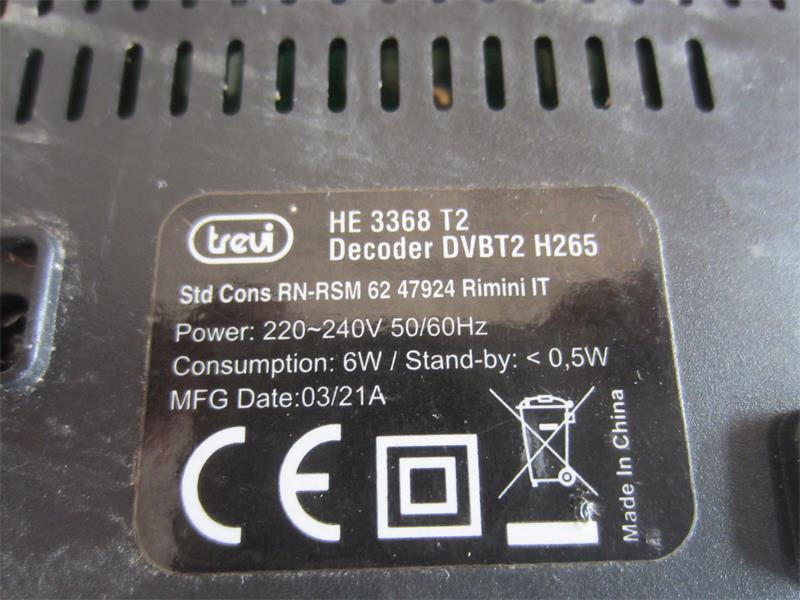 trevi
HE 3368 T2
Decoder DVBT2 H265
Std Cons RN-RSM 62 47924 Rimini IT
Power: 220~240V 50/60Hz
Consumption: 6W / Stand-by: < 0,5W
MFG Date:03/21A
CE
Made In China